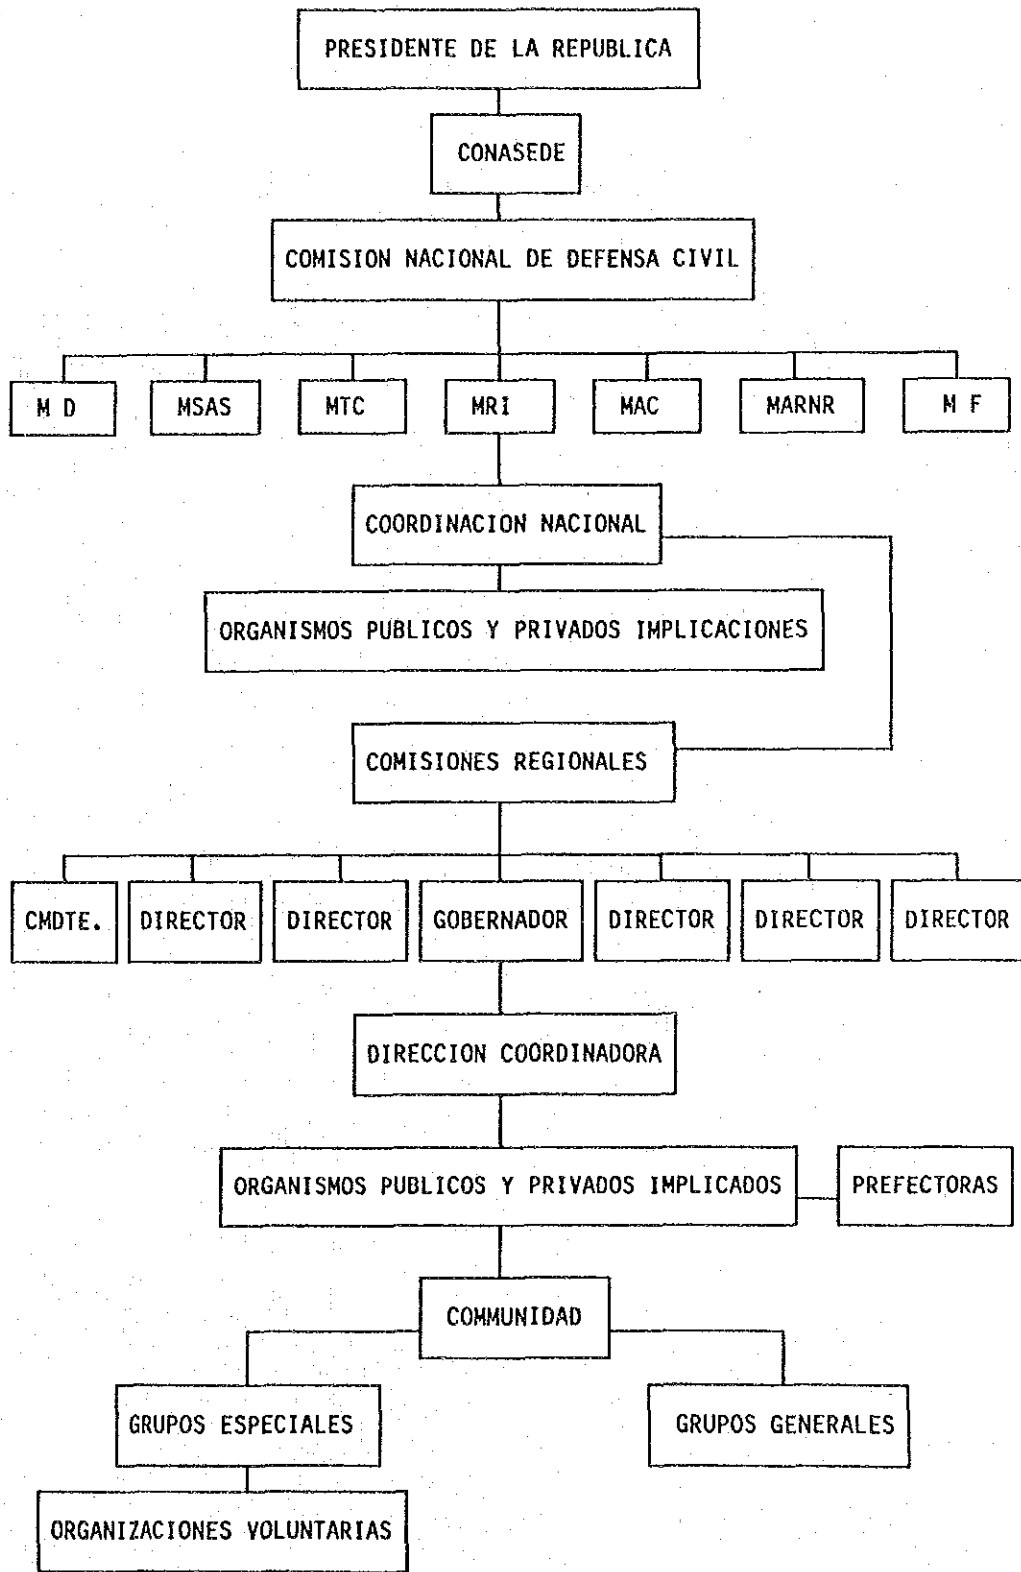 PRESIDENTE DE LA REPUBLICA
CONASEDE
COMISION NACIONAL DE DEFENSA CIVIL
M D
MSAS
MTC
MRI
MAC
MARNR
M F
COORDINACION NACIONAL
ORGANISMOS PUBLICOS Y PRIVADOS IMPLICACIONES
COMISIONES REGIONALES
CMDTE.
DIRECTOR
DIRECTOR
GOBERNADOR
DIRECTOR
DIRECTOR
DIRECTOR
DIRECCION COORDINADORA
ORGANISMOS PUBLICOS Y PRIVADOS IMPLICADOS
PREFECTORAS
COMMUNIDAD
GRUPOS ESPECIALES
GRUPOS GENERALES
ORGANIZACIONES VOLUNTARIAS